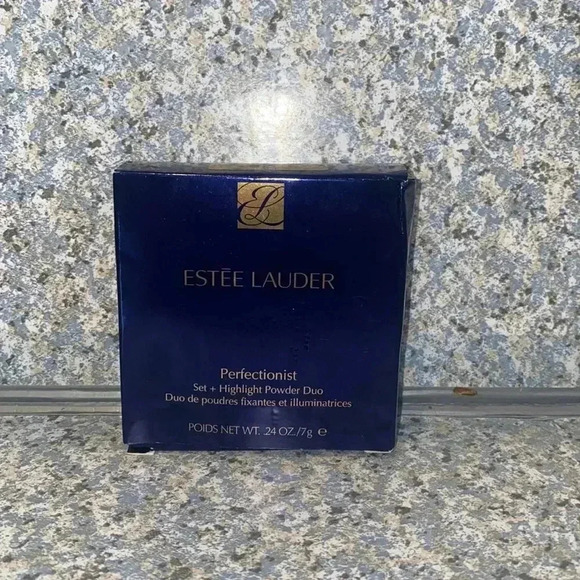 EL
ESTĒE LAUDER
Perfectionist
Set + Highlight Powder Duo
Duo de poudres fixantes et illuminatrices
POIDS NET WT. .24 OZ./7g ℮